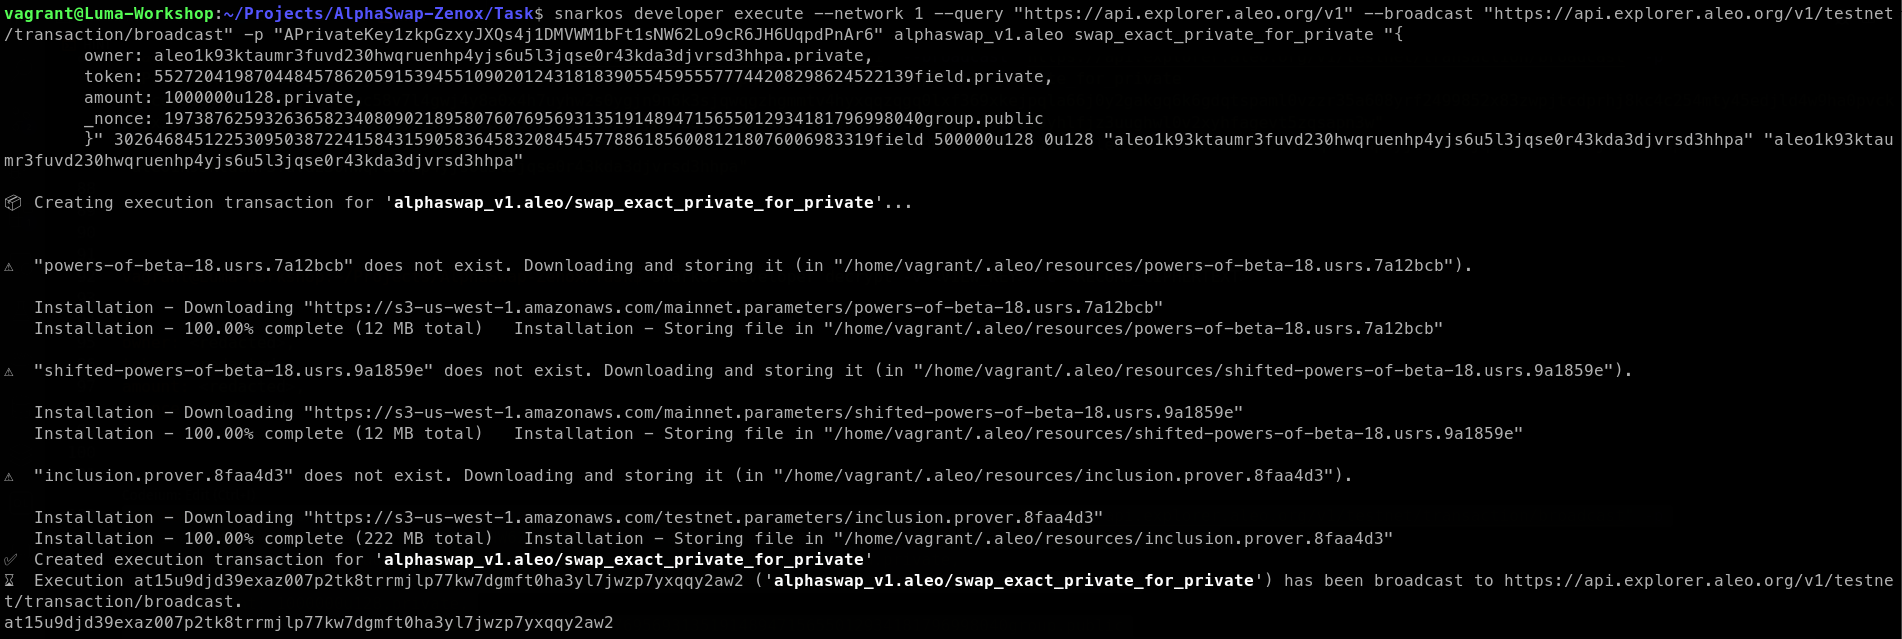 vagrant@Luma-Workshop:~/Projects/AlphaSwap-Zenox/Task$ snarkos developer execute --network 1 --query "https://api.explorer.aleo.org/v1" --broadcast "https://api.explorer.aleo.org/v1/testnet
/transaction/broadcast" -p "APrivateKey1zkpGzxyJXQs4j1DMVWM1bFt1sNW62Lo9cR6JH6UqpdPnAr6" alphaswap_v1.aleo swap_exact_private_for_private "{
owner: aleo1k93ktaumr3fuvd230hwqruenhp4yjs6u5l3jqse0r43kda3djvrsd3hhpa.private,
token: 5527204198704484578620591539455109020124318183905545955577744208298624522139field.private,
amount: 1000000u128.private,
_nonce: 1973876259326365823408090218958076076956931351914894715655012934181796998040group.public
}" 3026468451225309503872241584315905836458320845457788618560081218076006983319field 500000u128 0u128 "aleo1k93ktaumr3fuvd230hwqruenhp4yjs6u5l3jqse0r43kda3djvrsd3hhpa" "aleo1k93ktau
mr3fuvd230hwqruenhp4yjs6u5l3jqse0r43kda3djvrsd3hhpa"
📦 Creating execution transaction for 'alphaswap_v1.aleo/swap_exact_private_for_private'...
⚠ "powers-of-beta-18.usrs.7a12bcb" does not exist. Downloading and storing it (in "/home/vagrant/.aleo/resources/powers-of-beta-18.usrs.7a12bcb").
Installation - Downloading "https://s3-us-west-1.amazonaws.com/mainnet.parameters/powers-of-beta-18.usrs.7a12bcb"
Installation - 100.00% complete (12 MB total)   Installation - Storing file in "/home/vagrant/.aleo/resources/powers-of-beta-18.usrs.7a12bcb"
⚠ "shifted-powers-of-beta-18.usrs.9a1859e" does not exist. Downloading and storing it (in "/home/vagrant/.aleo/resources/shifted-powers-of-beta-18.usrs.9a1859e").
Installation - Downloading "https://s3-us-west-1.amazonaws.com/mainnet.parameters/shifted-powers-of-beta-18.usrs.9a1859e"
Installation - 100.00% complete (12 MB total)   Installation - Storing file in "/home/vagrant/.aleo/resources/shifted-powers-of-beta-18.usrs.9a1859e"
⚠ "inclusion.prover.8faa4d3" does not exist. Downloading and storing it (in "/home/vagrant/.aleo/resources/inclusion.prover.8faa4d3").
Installation - Downloading "https://s3-us-west-1.amazonaws.com/testnet.parameters/inclusion.prover.8faa4d3"
Installation - 100.00% complete (222 MB total)   Installation - Storing file in "/home/vagrant/.aleo/resources/inclusion.prover.8faa4d3"
✅ Created execution transaction for 'alphaswap_v1.aleo/swap_exact_private_for_private'
⌛ Execution at15u9djd39exaz007p2tk8trrmjlp77kw7dgmft0ha3yl7jwzp7yxqqy2aw2 ('alphaswap_v1.aleo/swap_exact_private_for_private') has been broadcast to https://api.explorer.aleo.org/v1/testne
t/transaction/broadcast.
at15u9djd39exaz007p2tk8trrmjlp77kw7dgmft0ha3yl7jwzp7yxqqy2aw2